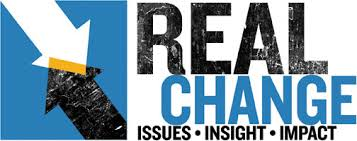 REAL
CHANGE
ISSUES • INSIGHT • IMPACT